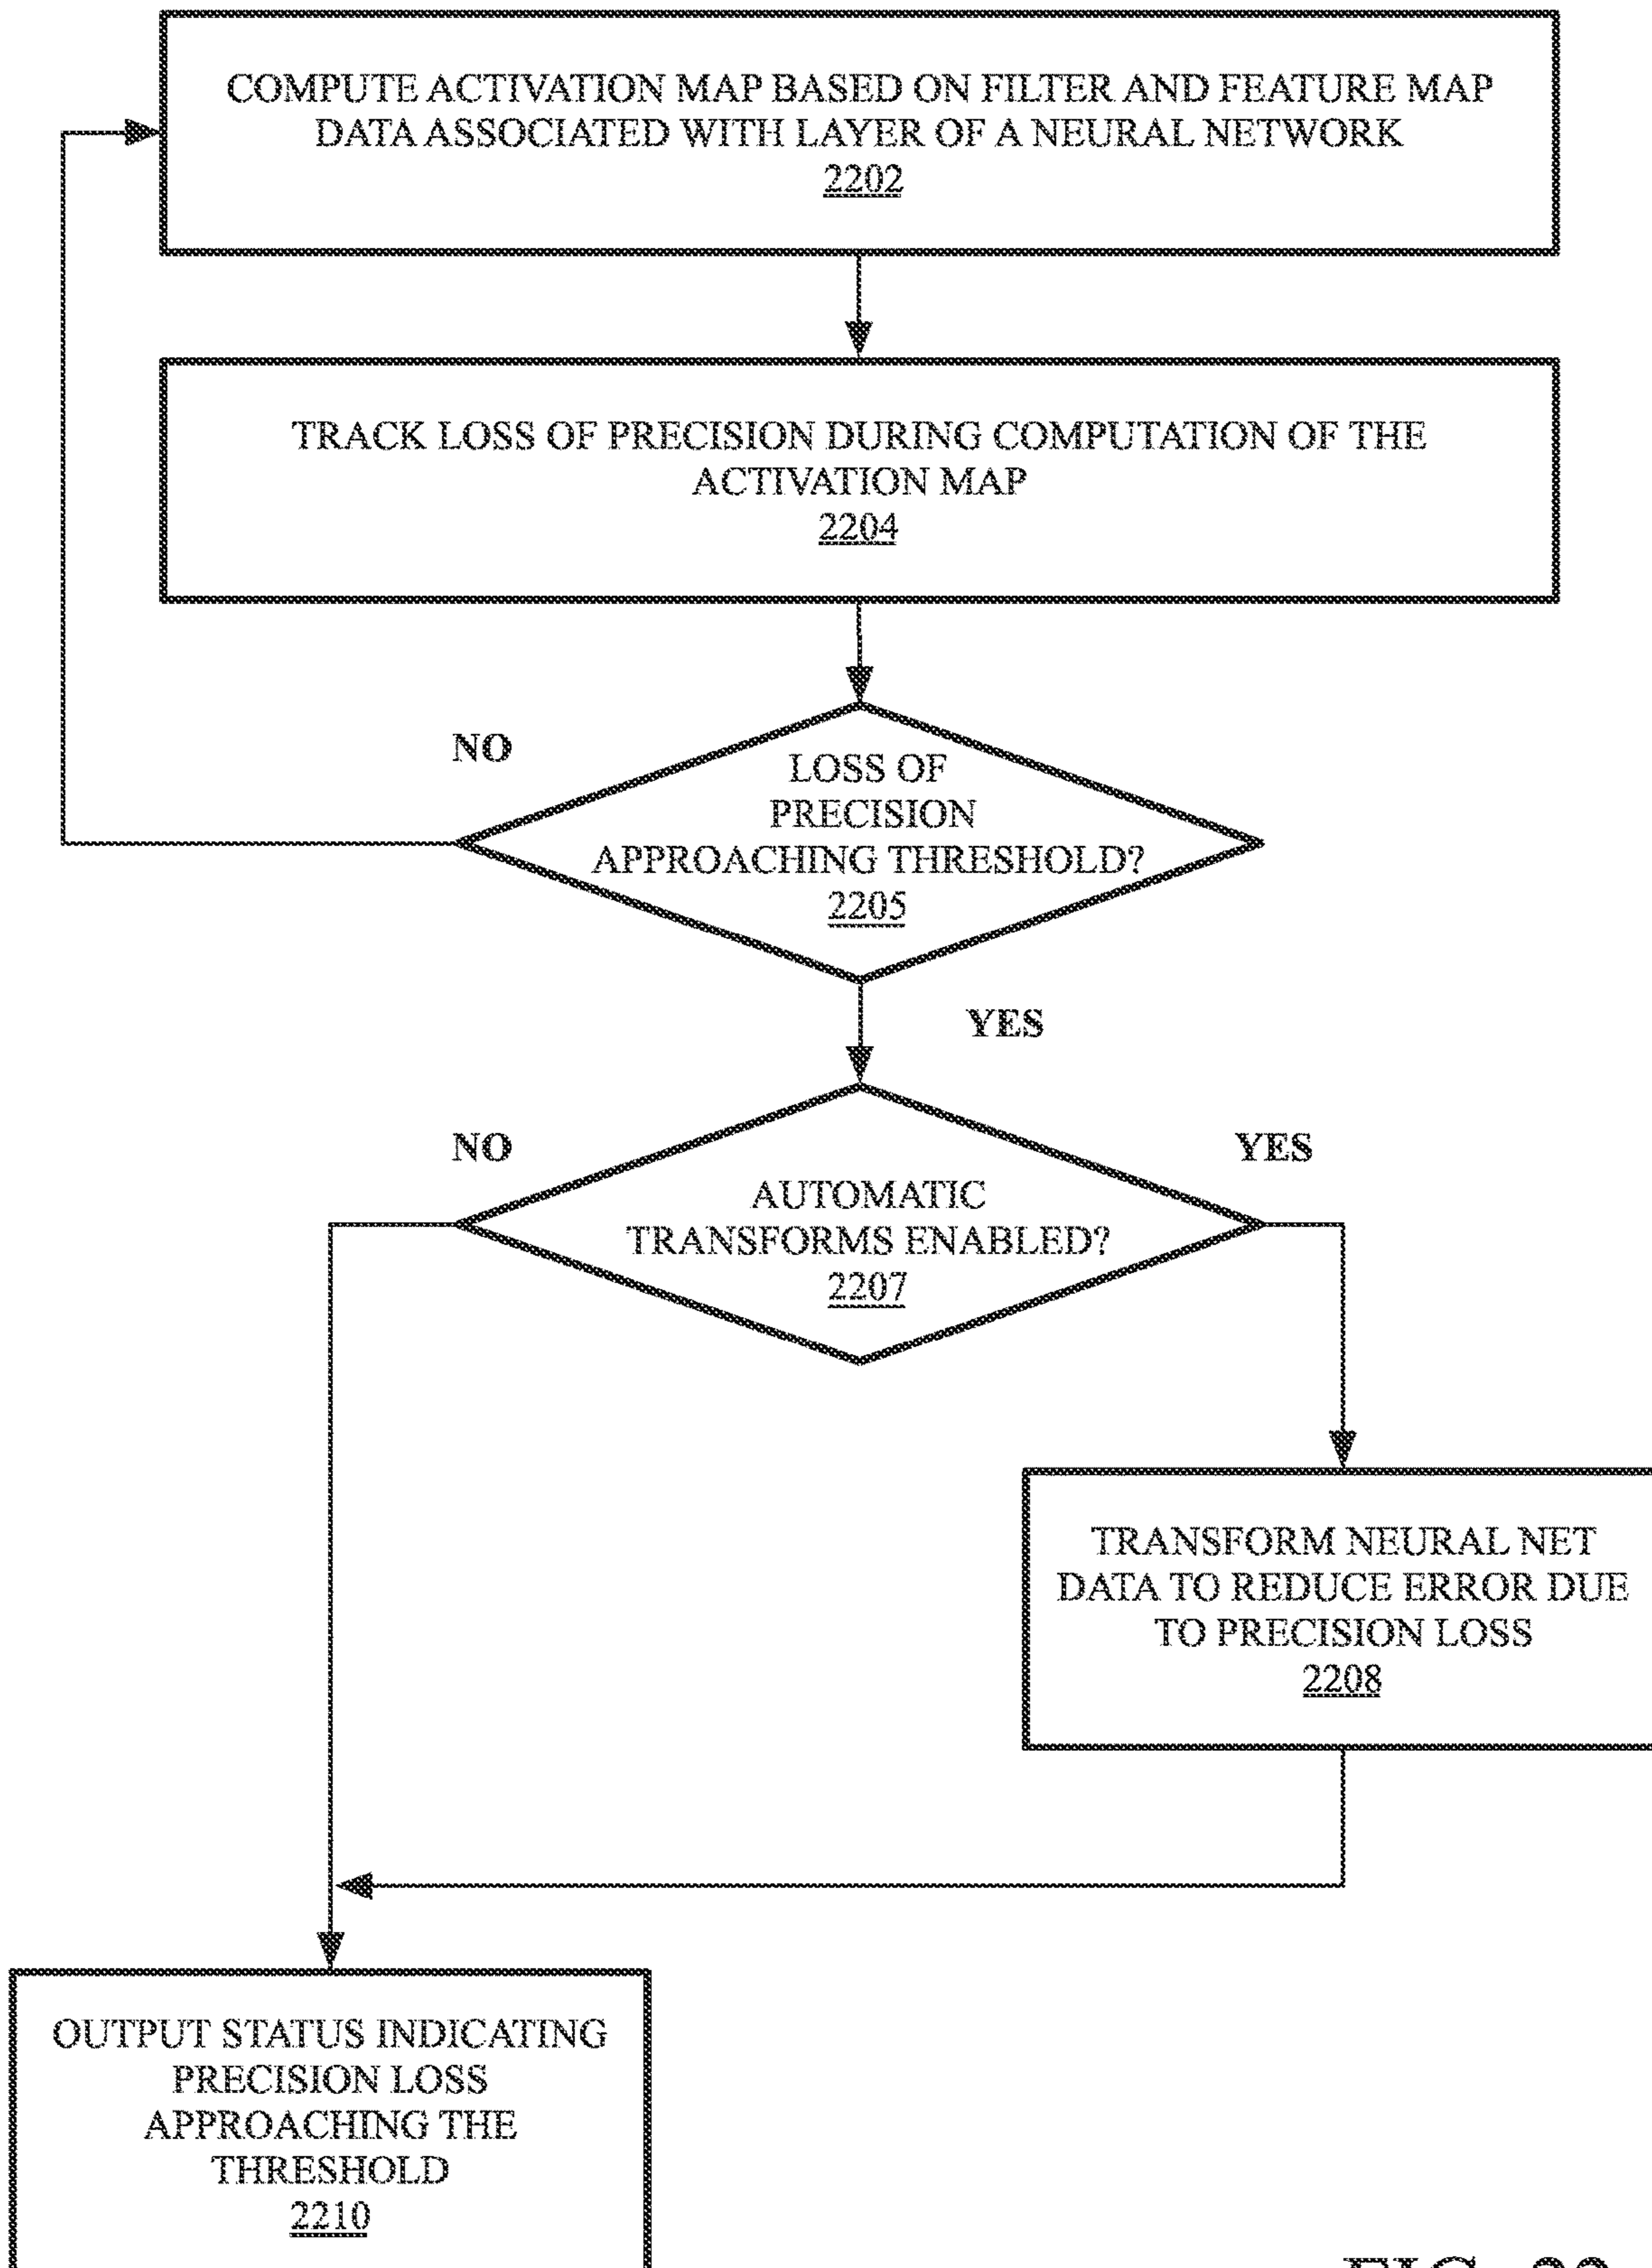 COMPUTE ACTIVATION MAP BASED ON FILTER AND FEATURE MAP
DATA ASSOCIATED WITH LAYER OF A NEURAL NETWORK
2202
TRACK LOSS OF PRECISION DURING COMPUTATION OF THE
ACTIVATION MAP
2204
NO
LOSS OF
PRECISION
APPROACHING THRESHOLD?
2205
YES
NO
YES
AUTOMATIC
TRANSFORMS ENABLED?
2207
TRANSFORM NEURAL NET
DATA TO REDUCE ERROR DUE
TO PRECISION LOSS
2208
OUTPUT STATUS INDICATING
PRECISION LOSS
APPROACHING THE
THRESHOLD
2210